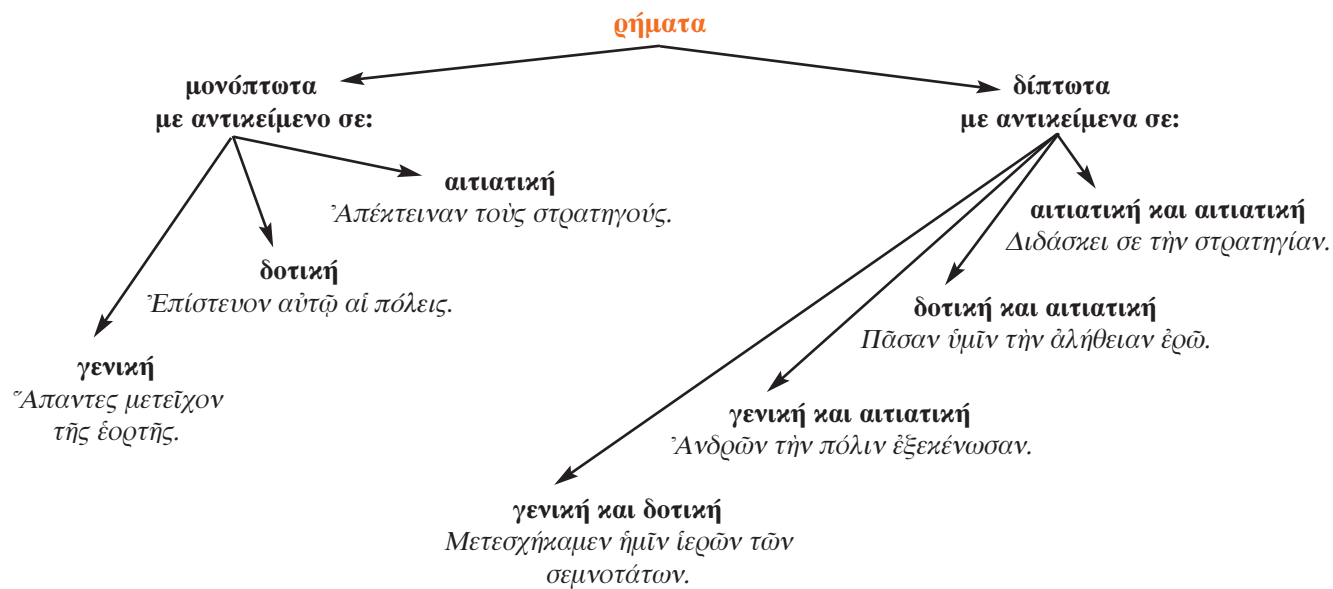 ρήματα
μονόπτωτα
με αντικείμενο σε:
αιτιατική
Ἀπέκτειναν τοὺς στρατηγούς.
δοτική
Ἐπίστευον αὐτῷ αἱ πόλεις.
γενική
Ἅπαντες μετεῖχον
τῆς ἑορτῆς.
δίπτωτα
με αντικείμενα σε:
αιτιατική και αιτιατική
Διδάσκει σε τὴν στρατηγίαν.
δοτική και αιτιατική
Πᾶσαν ὑμῖν τὴν ἀλήθειαν ἐρῶ.
γενική και αιτιατική
Ἀνδρῶν τὴν πόλιν ἐξεκένωσαν.
γενική και δοτική
Μετεσχήκαμεν ἡμῖν ἱερῶν τῶν
σεμνοτάτων.